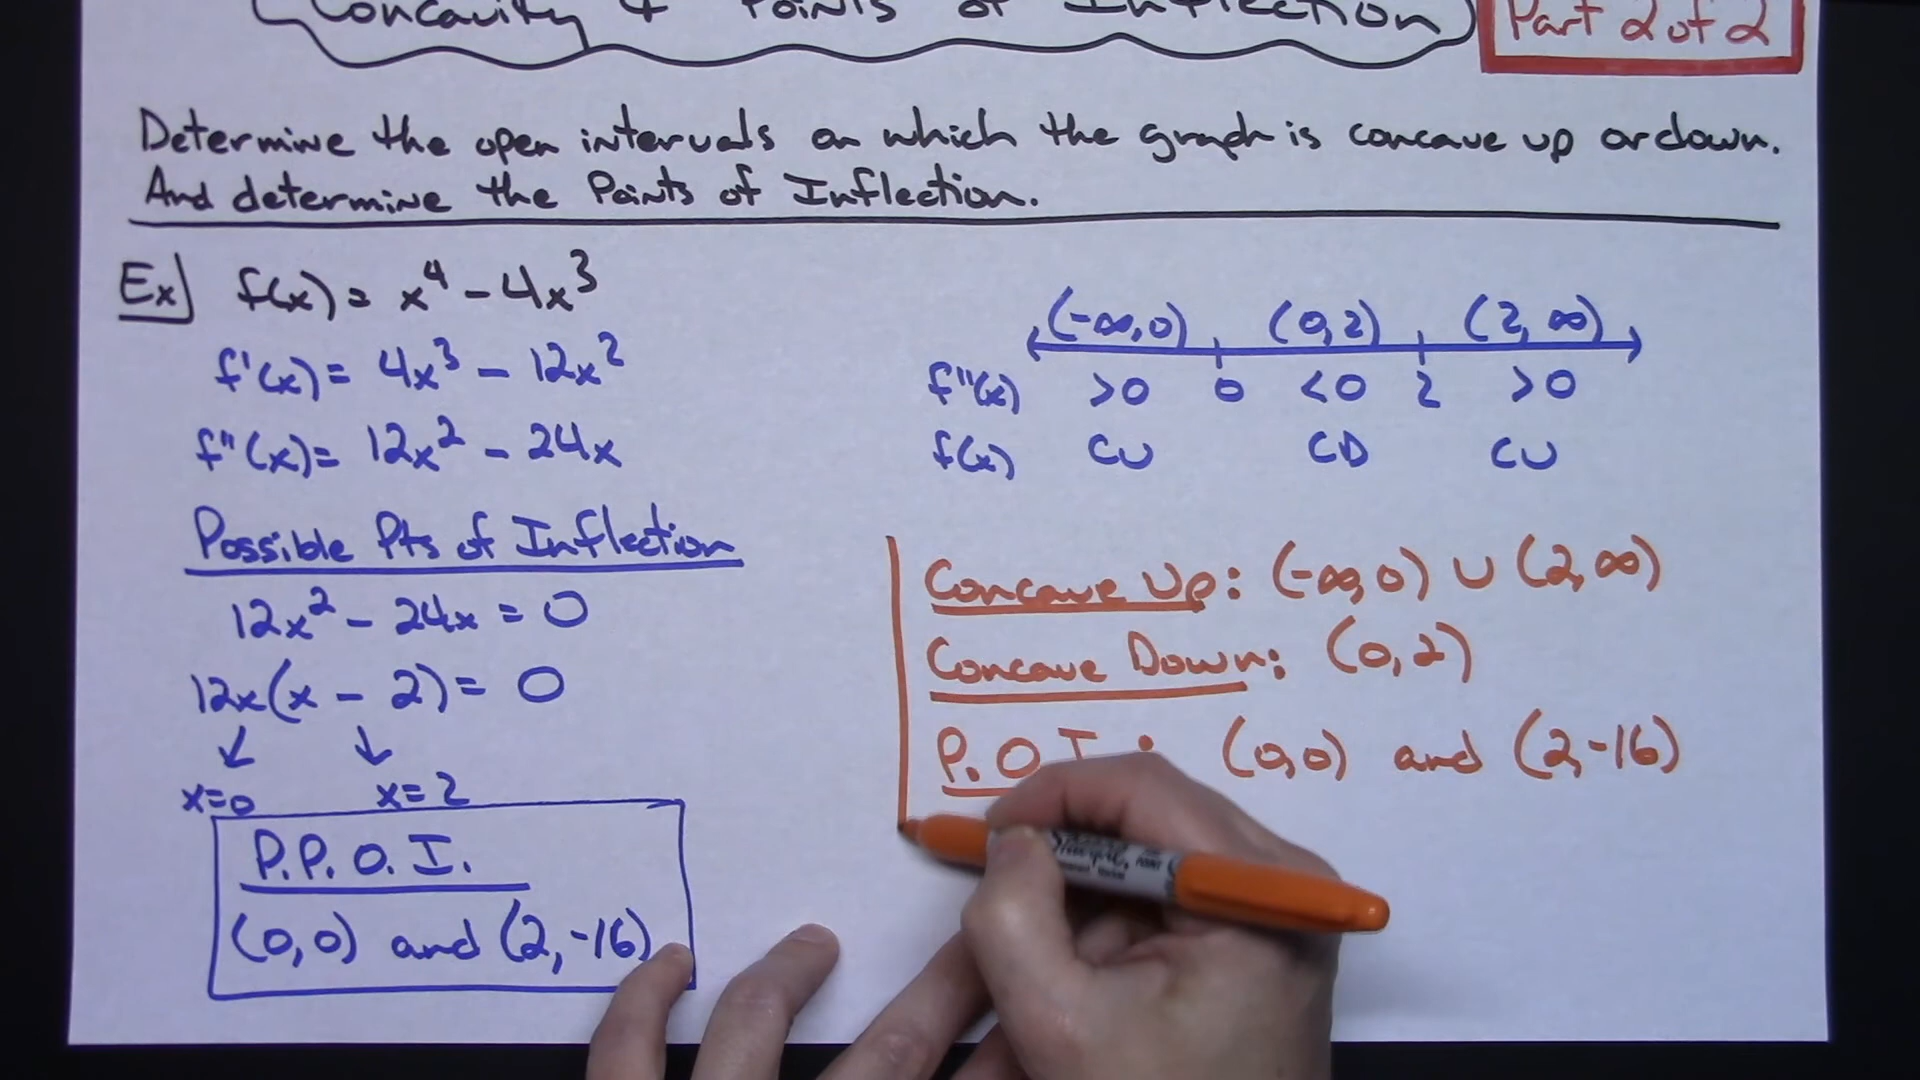 Concavity & Points of Inflection
Part 2 of 2
Determine the open intervals on which the graph is concave up or down.
And determine the Points of Inflection.
Ex) f(x) = x⁴ - 4x³
f'(x) = 4x³ - 12x²
f''(x) = 12x² - 24x
Possible Pts of Inflection
12x² - 24x = 0
12x(x - 2) = 0
↙ ↘
x=0 x=2
P.P.O.I.
(0,0) and (2,-16)
(-∞,0) (0,2) (2,∞)
f''(x) >0 0 <0 2 >0
f(x) CU CD CU
Concave Up: (-∞,0) ∪ (2,∞)
Concave Down: (0,2)
P.O.I.: (0,0) and (2,-16)
Sharpie